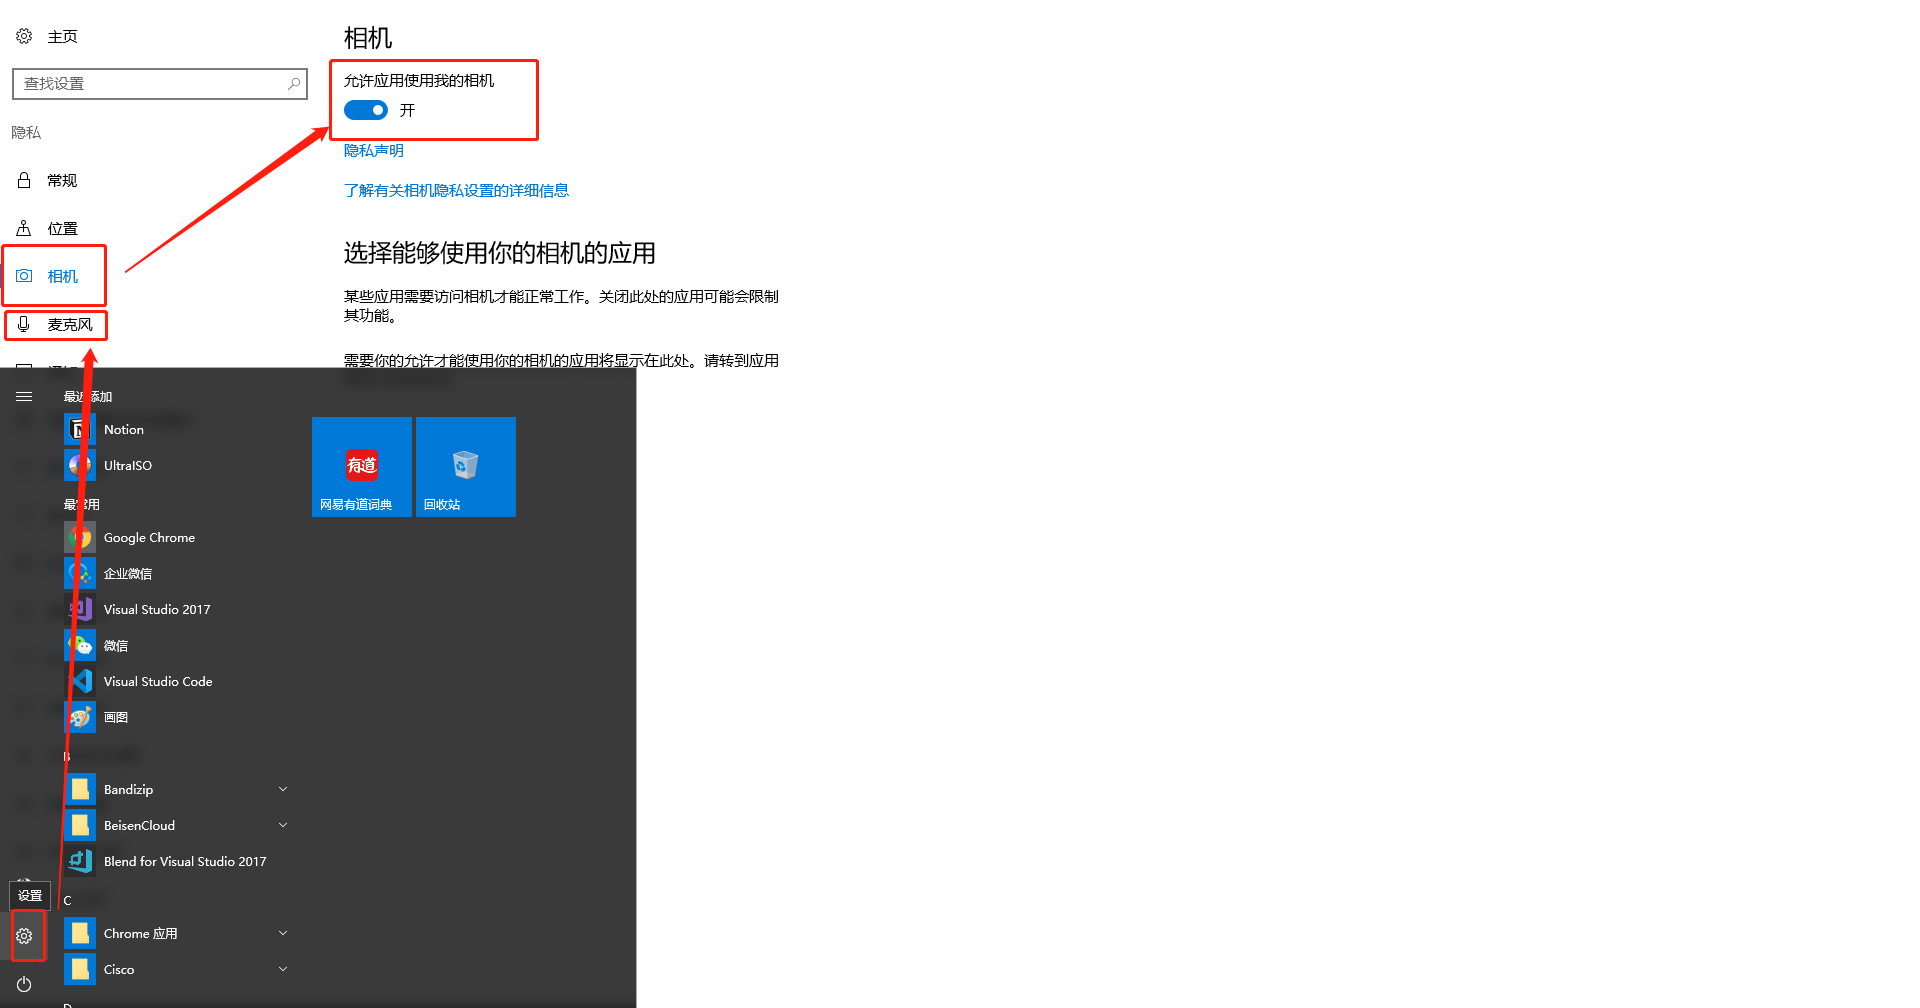 主页
查找设置
隐私
常规
位置
相机
麦克风
相机
允许应用使用我的相机
开
隐私声明
了解有关相机隐私设置的详细信息
选择能够使用你的相机的应用
某些应用需要访问相机才能正常工作。关闭此处的应用可能会限制
其功能。
需要你的允许才能使用你的相机的应用将显示在此处。请转到应用
最近添加
Notion
UltraISO
最常用
Google Chrome
企业微信
Visual Studio 2017
微信
Visual Studio Code
画图
B
Bandizip
BeisenCloud
Blend for Visual Studio 2017
C
Chrome 应用
Cisco
设置
有道
网易有道词典
回收站